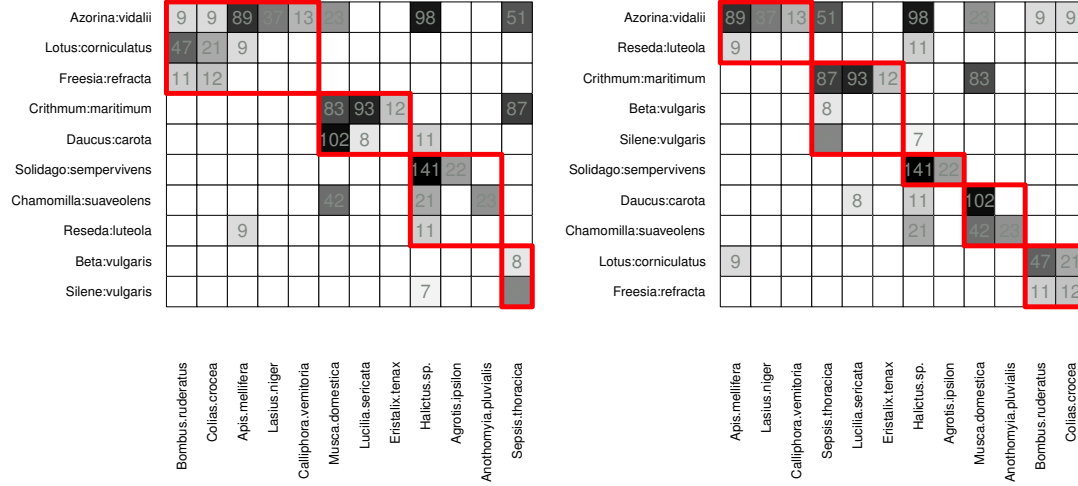 Azorina:vidalii 9 9 89 37 13 23 98 51
Lotus:corniculatus 47 21 9
Freesia:refracta 11 12
Crithmum:maritimum 83 93 12 87
Daucus:carota 102 8 11
Solidago:sempervivens 141 22
Chamomilla:suaveolens 42 21 23
Reseda:luteola 9 11
Beta:vulgaris 8
Silene:vulgaris 7
Bombus.ruderatus
Colias.crocea
Apis.mellifera
Lasius.niger
Calliphora.vemitoria
Musca.domestica
Lucilia.sericata
Eristalix.tenax
Halictus.sp.
Agrotis.ipsilon
Anothomyia.pluvialis
Sepsis.thoracica
Azorina:vidalii 89 37 13 51 98 23 9 9
Reseda:luteola 9 11
Crithmum:maritimum 87 93 12 83
Beta:vulgaris 8
Silene:vulgaris 7
Solidago:sempervivens 141 22
Daucus:carota 8 11 102
Chamomilla:suaveolens 21 42 23
Lotus:corniculatus 9 47 21
Freesia:refracta 11 12
Apis.mellifera
Lasius.niger
Calliphora.vemitoria
Sepsis.thoracica
Lucilia.sericata
Eristalix.tenax
Halictus.sp.
Agrotis.ipsilon
Musca.domestica
Anothomyia.pluvialis
Bombus.ruderatus
Colias.crocea